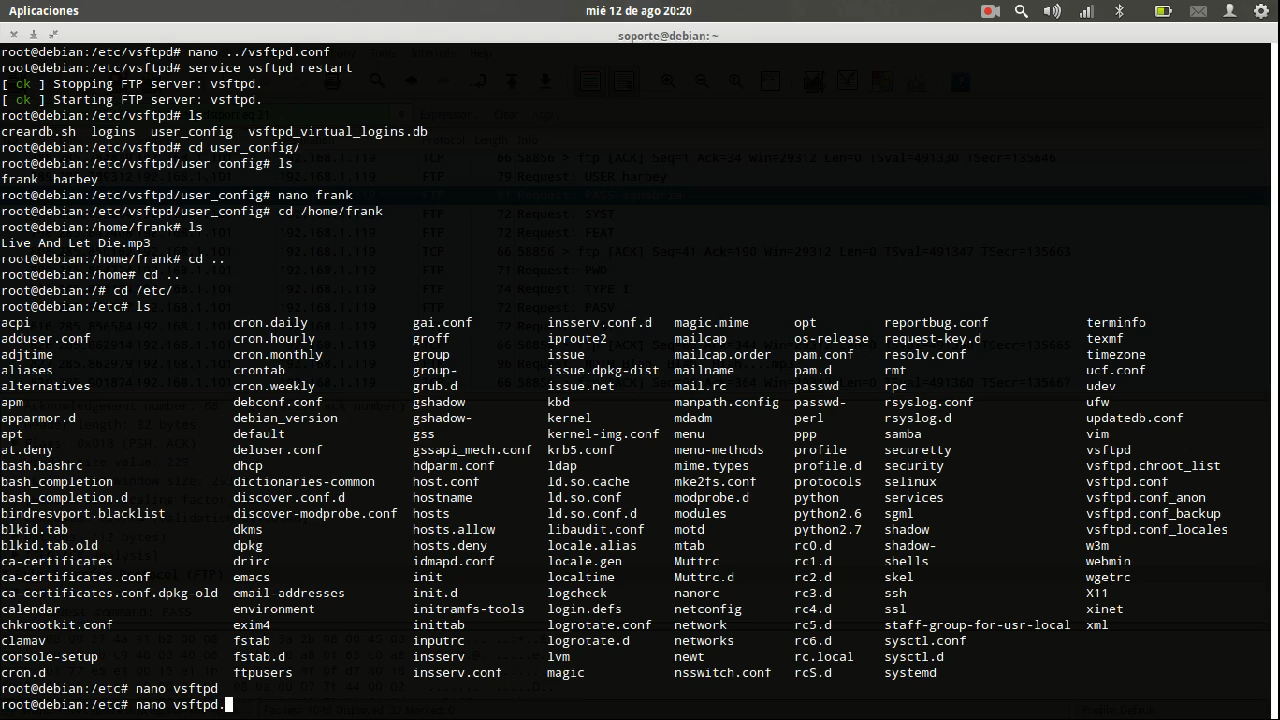 Aplicaciones mié 12 de ago 20:20
soporte@debian: ~
root@debian:/etc/vsftpd# nano ../vsftpd.conf
root@debian:/etc/vsftpd# service vsftpd restart
[ ok ] Stopping FTP server: vsftpd.
[ ok ] Starting FTP server: vsftpd.
root@debian:/etc/vsftpd# ls
creardb.sh logins user_config vsftpd_virtual_logins.db
root@debian:/etc/vsftpd# cd user_config/
root@debian:/etc/vsftpd/user_config# ls
frank harbey
root@debian:/etc/vsftpd/user_config# nano frank
root@debian:/etc/vsftpd/user_config# cd /home/frank
root@debian:/home/frank# ls
Live And Let Die.mp3
root@debian:/home/frank# cd ..
root@debian:/home# cd ..
root@debian:/# cd /etc/
root@debian:/etc# ls
acpi cron.daily gai.conf insserv.conf.d magic.mime opt reportbug.conf terminfo
adduser.conf cron.hourly groff iproute2 mailcap os-release request-key.d texmf
adjtime cron.monthly group issue mailcap.order pam.conf resolv.conf timezone
aliases crontab group- issue.dpkg-dist mailname pam.d rmt ucf.conf
alternatives cron.weekly grub.d issue.net mail.rc passwd rpc udev
apm debconf.conf gshadow kbd manpath.config passwd- rsyslog.conf ufw
apparmor.d debian_version gshadow- kernel mdadm perl rsyslog.d updatedb.conf
apt default gss kernel-img.conf menu ppp samba vim
at.deny deluser.conf gssapi_mech.conf krb5.conf menu-methods profile securetty vsftpd
bash.bashrc dhcp hdparm.conf ldap mime.types profile.d security vsftpd.chroot_list
bash_completion dictionaries-common host.conf ld.so.cache mke2fs.conf protocols selinux vsftpd.conf
bash_completion.d discover.conf.d hostname ld.so.conf modprobe.d python services vsftpd.conf_anon
bindresvport.blacklist discover-modprobe.conf hosts ld.so.conf.d modules python2.6 sgml vsftpd.conf_backup
blkid.tab dkms hosts.allow libaudit.conf motd python2.7 shadow vsftpd.conf_locales
blkid.tab.old dpkg hosts.deny locale.alias mtab rc0.d shadow- w3m
ca-certificates drirc idmapd.conf locale.gen Muttrc rc1.d shells webmin
ca-certificates.conf emacs init localtime Muttrc.d rc2.d skel wgetrc
ca-certificates.conf.dpkg-old email-addresses init.d logcheck nanorc rc3.d ssh X11
calendar environment initramfs-tools login.defs netconfig rc4.d ssl xinet
chkrootkit.conf exim4 inittab logrotate.conf network rc5.d staff-group-for-usr-local xml
clamav fstab inputrc logrotate.d networks rc6.d sysctl.conf
console-setup fstab.d insserv lvm newt rc.local sysctl.d
cron.d ftpusers insserv.conf magic nsswitch.conf rcS.d systemd
root@debian:/etc# nano vsftpd
root@debian:/etc# nano vsftpd.